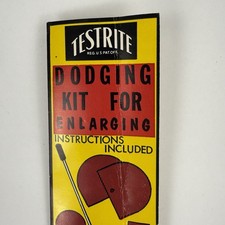 TESTRITE
REG. U.S. PAT. OFF.
DODGING
KIT FOR
ENLARGING
INSTRUCTIONS
INCLUDED